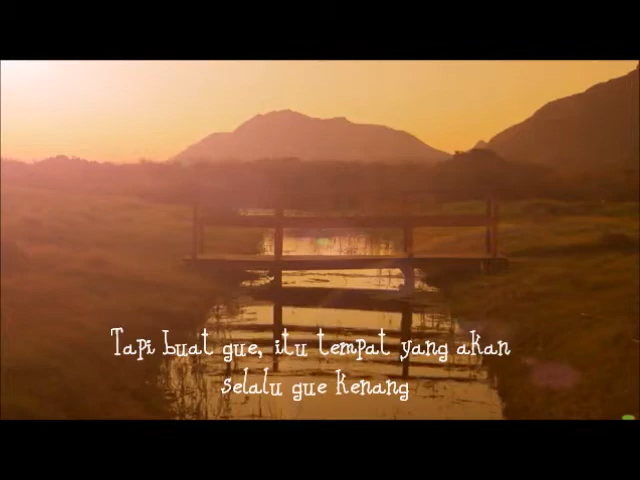 Tapi buat gue, itu tempat yang akan
selalu gue kenang